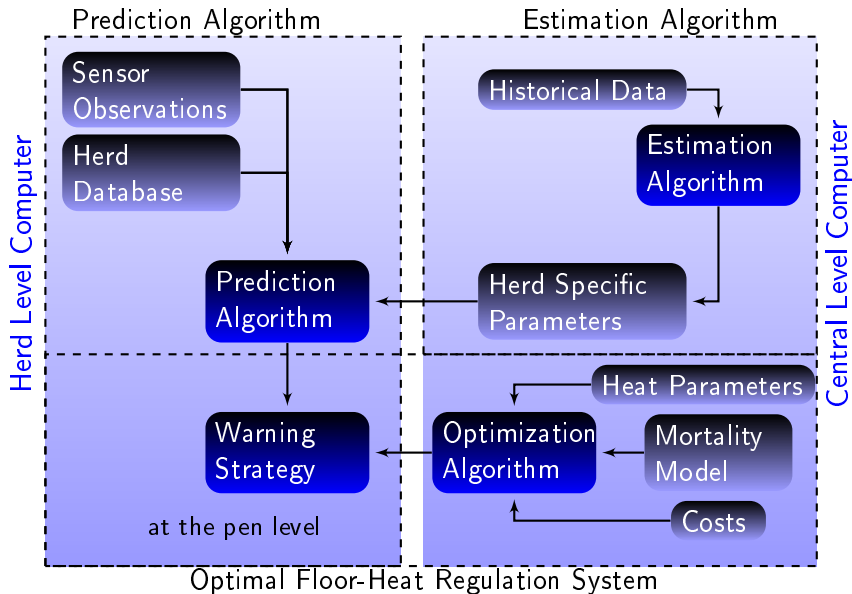 Prediction Algorithm
Estimation Algorithm
Sensor
Observations
Herd
Database
Historical Data
Estimation
Algorithm
Herd Level Computer
Central Level Computer
Prediction
Algorithm
Herd Specific
Parameters
Heat Parameters
Warning
Strategy
Optimization
Algorithm
Mortality
Model
Costs
at the pen level
Optimal Floor-Heat Regulation System